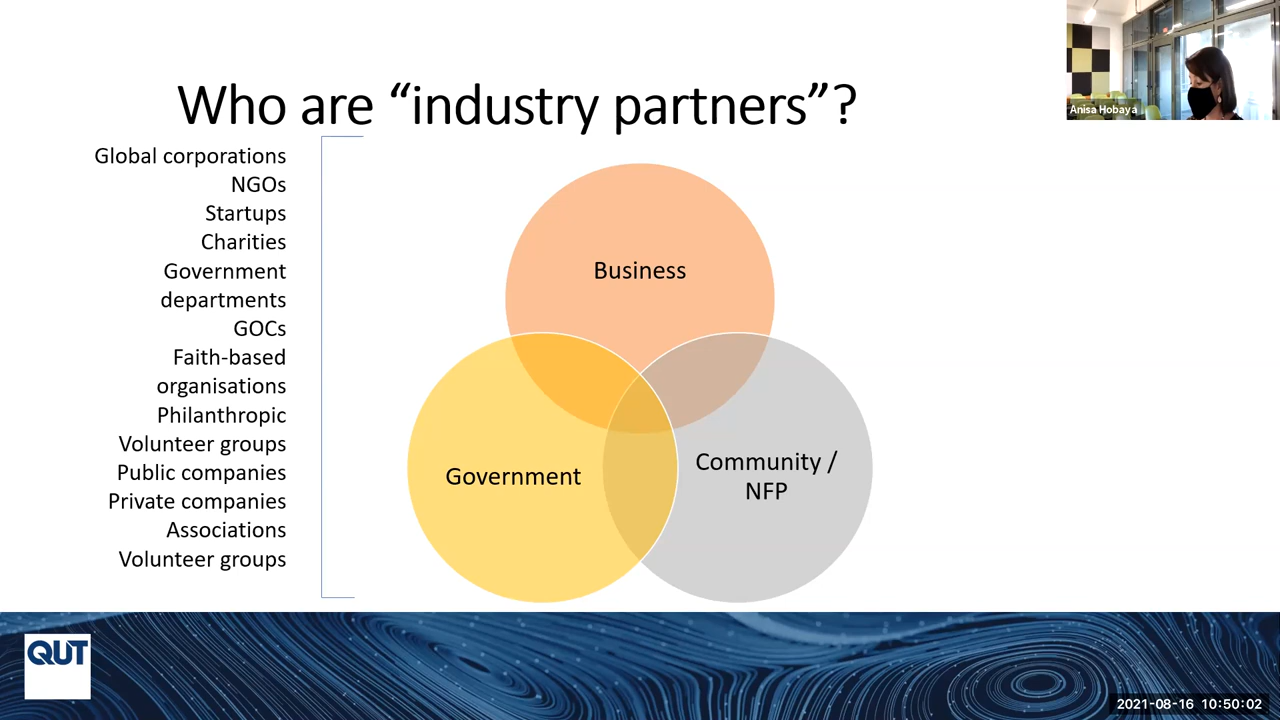 Who are “industry partners”?
Anisa Hobaya
Global corporations
NGOs
Startups
Charities
Government
departments
GOCs
Faith-based
organisations
Philanthropic
Volunteer groups
Public companies
Private companies
Associations
Volunteer groups
Business
Government
Community /
NFP
QUT
2021-08-16 10:50:02